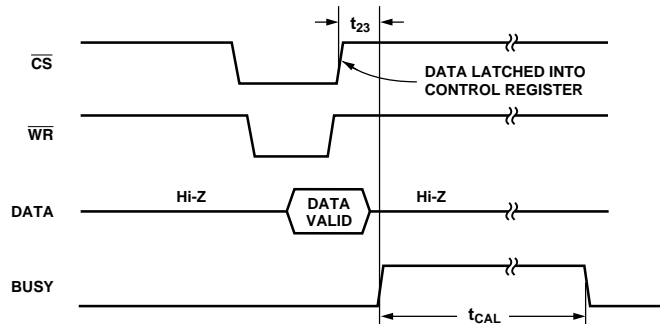 t23
CS
DATA LATCHED INTO
CONTROL REGISTER
WR
Hi-Z
DATA
VALID
Hi-Z
DATA
BUSY
tCAL